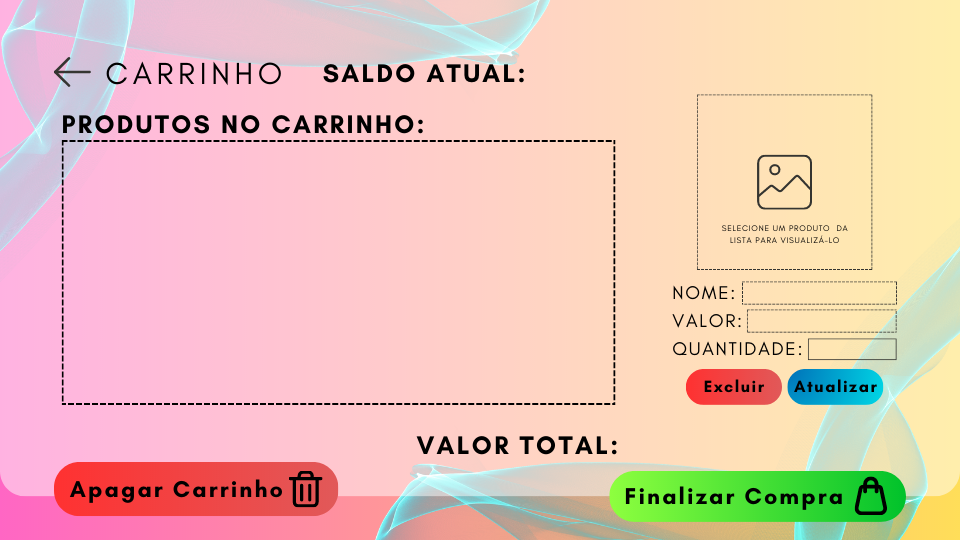 CARRINHO
SALDO ATUAL:
PRODUTOS NO CARRINHO:
SELECIONE UM PRODUTO DA
LISTA PARA VISUALIZÁ-LO
NOME:
VALOR:
QUANTIDADE:
Excluir
Atualizar
VALOR TOTAL:
Apagar Carrinho
Finalizar Compra